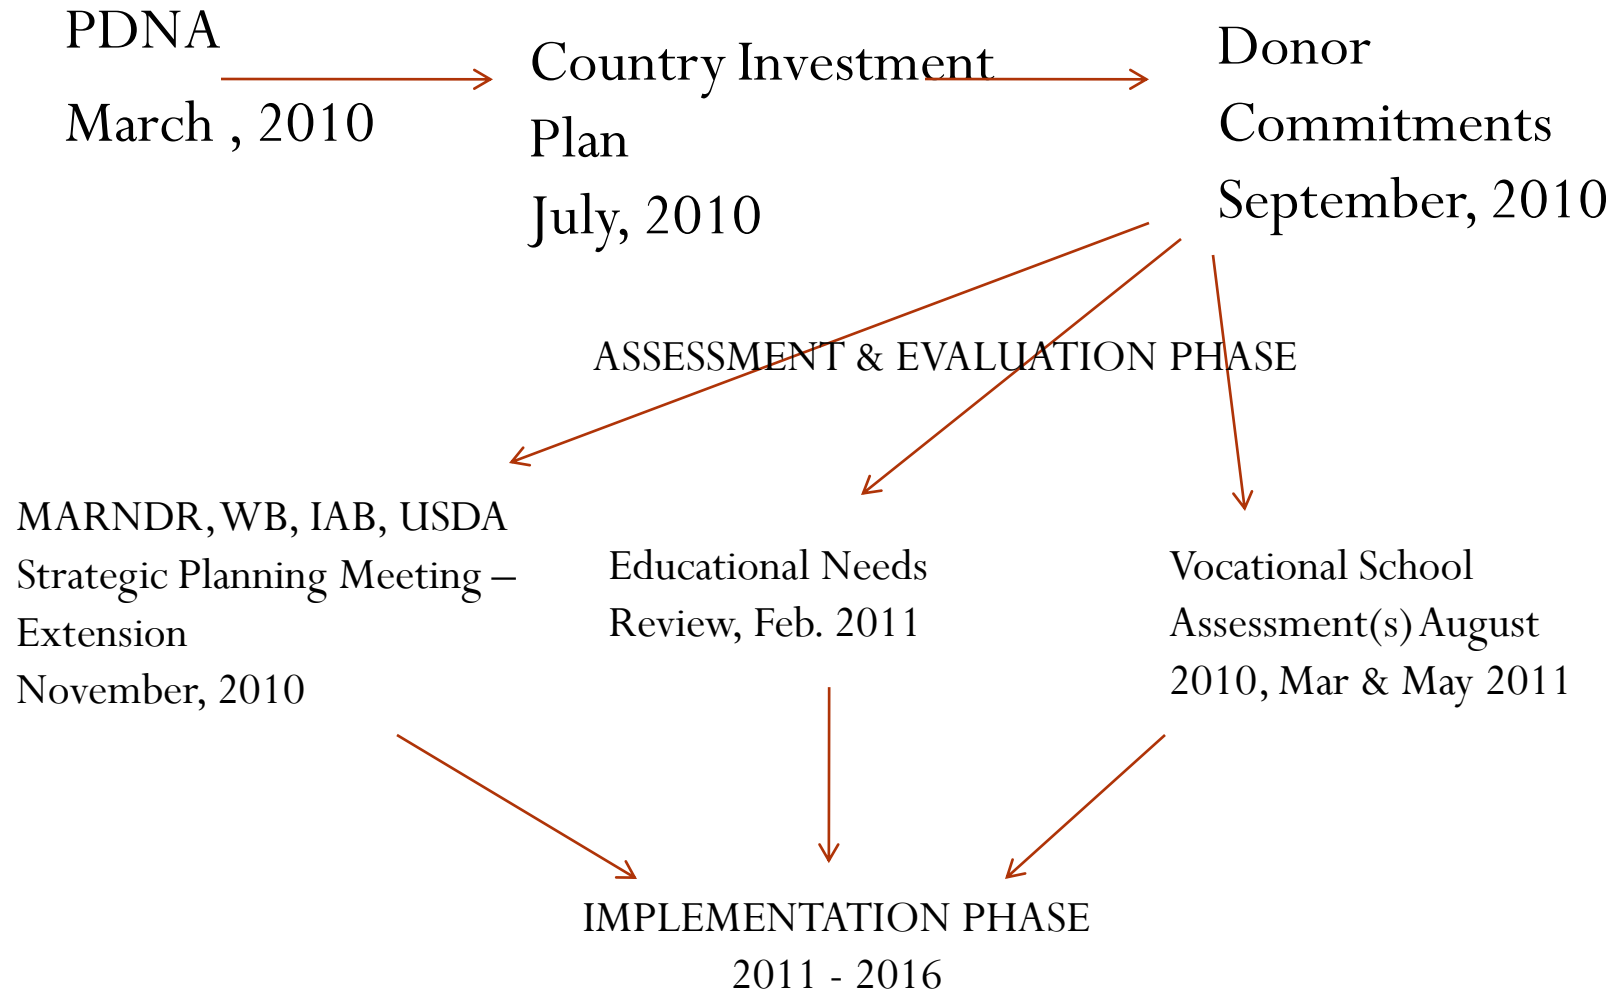 PDNA
March , 2010
Country Investment
Plan
July, 2010
Donor
Commitments
September, 2010
ASSESSMENT & EVALUATION PHASE
MARNDR, WB, IAB, USDA
Strategic Planning Meeting –
Extension
November, 2010
Educational Needs
Review, Feb. 2011
Vocational School
Assessment(s) August
2010, Mar & May 2011
IMPLEMENTATION PHASE
2011 - 2016